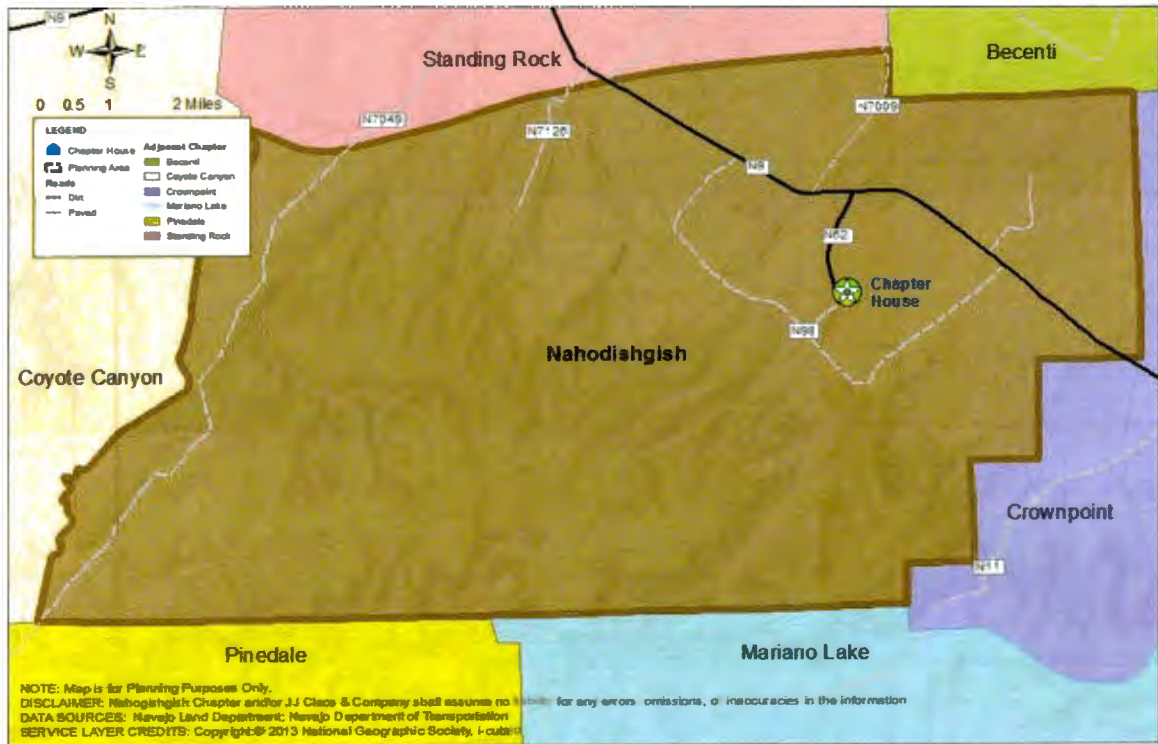 N9
N
W E
S
0 0.5 1 2 Miles
LEGEND
Chapter House
Planning Area
Roads
Dirt
Paved
Adjacent Chapter
Becenti
Coyote Canyon
Crownpoint
Mariano Lake
Pinedale
Standing Rock
Standing Rock
Becenti
N7049
N7126
N7009
N9
N62
Chapter
House
N98
Nahodishgish
Coyote Canyon
Crownpoint
N11
Pinedale
Mariano Lake
NOTE: Map is for Planning Purposes Only.
DISCLAIMER: Nahogishgish Chapter and/or JJ Clacs & Company shall assume no for any errors omissions, or inaccuracies in the information
DATA SOURCES: Navajo Land Department; Navajo Department of Transportation
SERVICE LAYER CREDITS: Copyright:© 2013 National Geographic Society, i-cubed